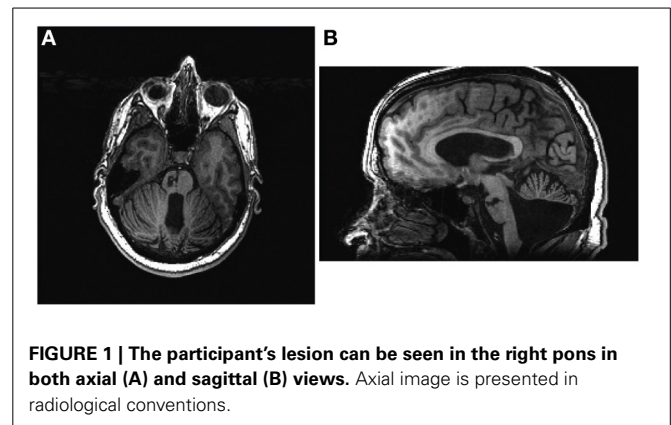 A
B
FIGURE 1 | The participant's lesion can be seen in the right pons in
both axial (A) and sagittal (B) views. Axial image is presented in
radiological conventions.